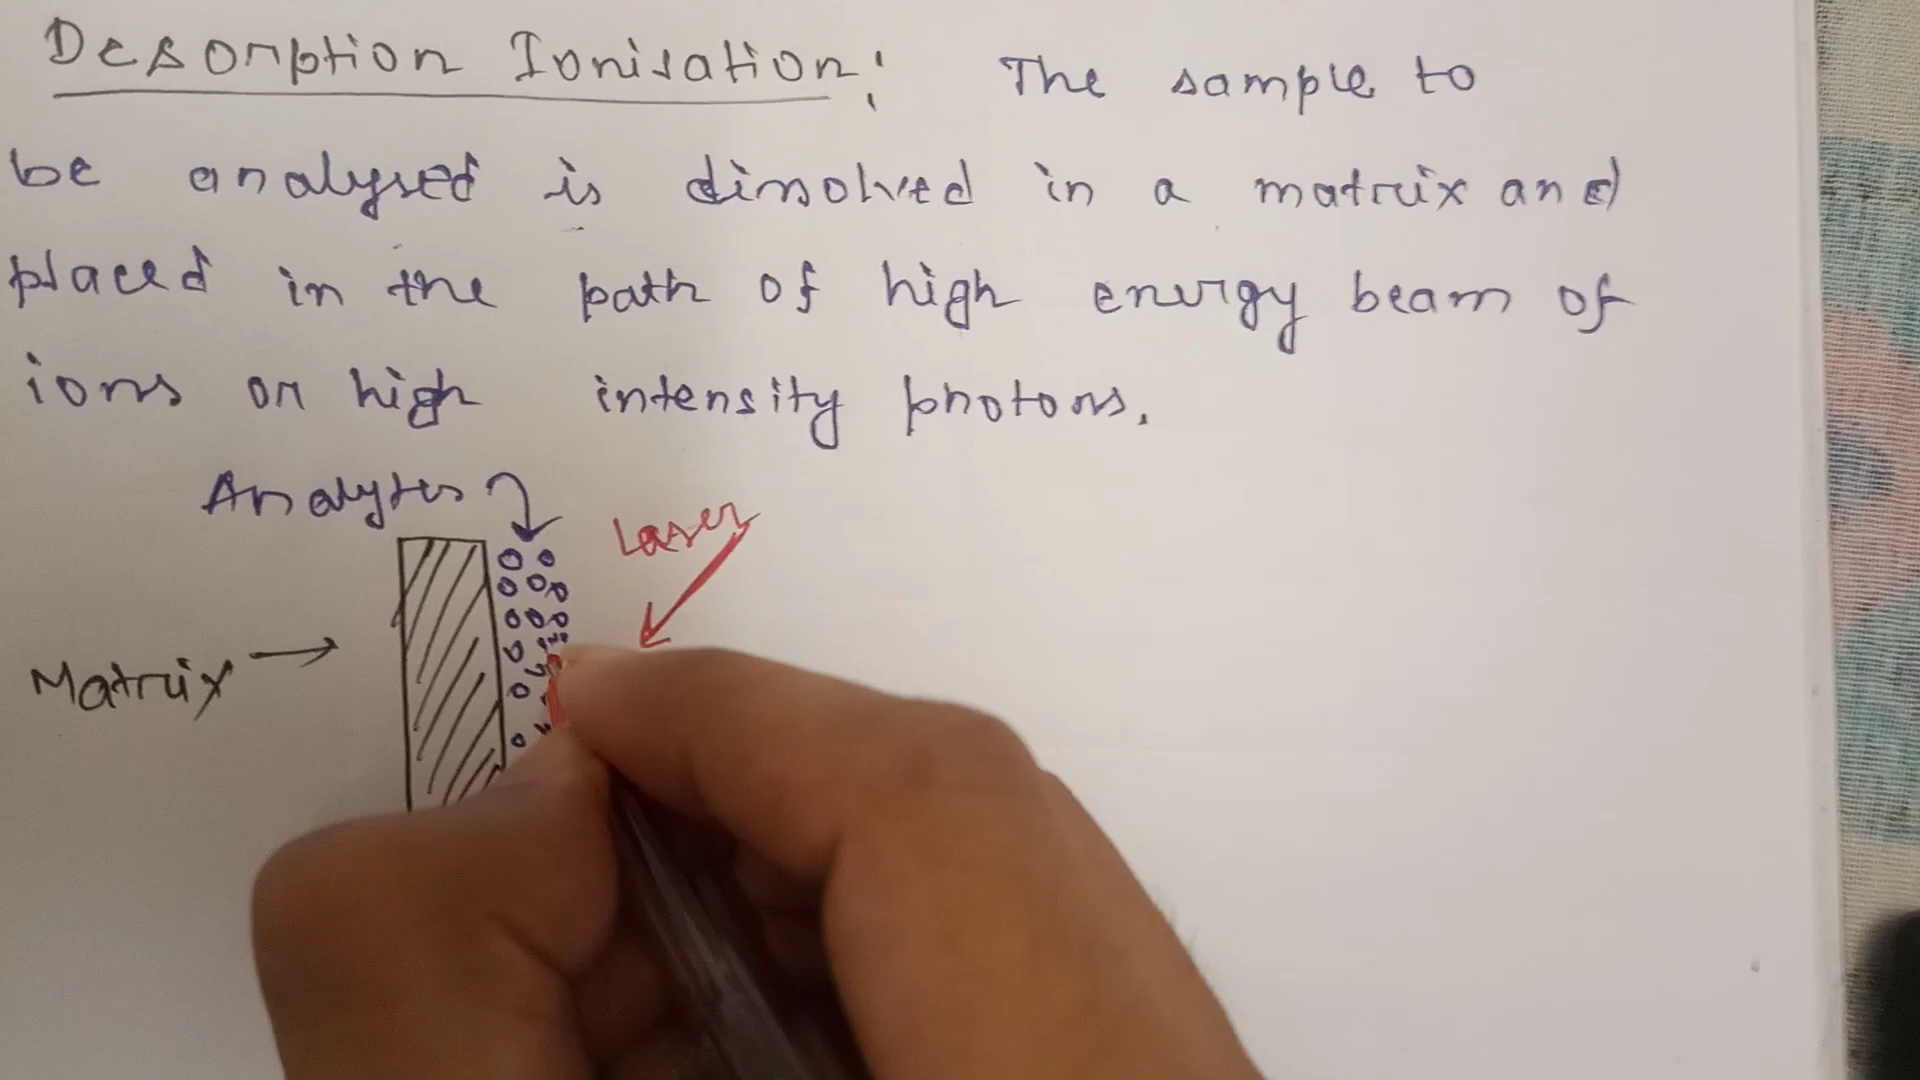 Desorption Ionisation: The sample to
be analysed is dissolved in a matrix and
placed in the path of high energy beam of
ions or high intensity photons.
Analytes
Laser
Matrix